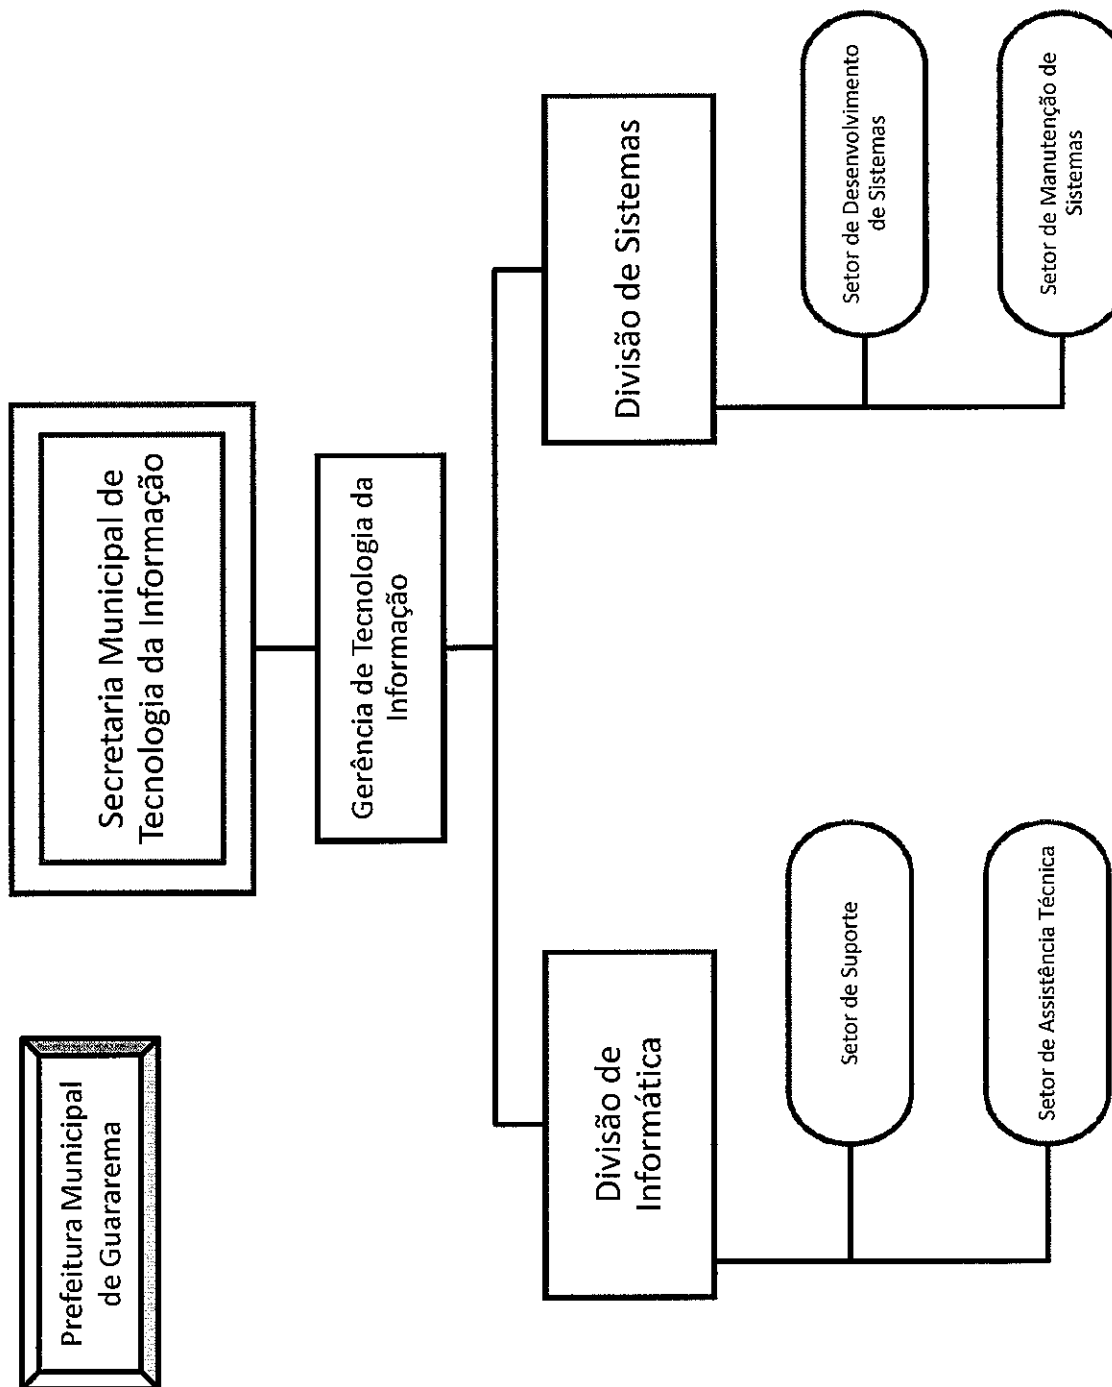 Prefeitura Municipal
de Guararema
Secretaria Municipal de
Tecnologia da Informação
Gerência de Tecnologia da
Informação
Divisão de
Informática
Divisão de Sistemas
Setor de Suporte
Setor de Assistência Técnica
Setor de Desenvolvimento
de Sistemas
Setor de Manutenção de
Sistemas